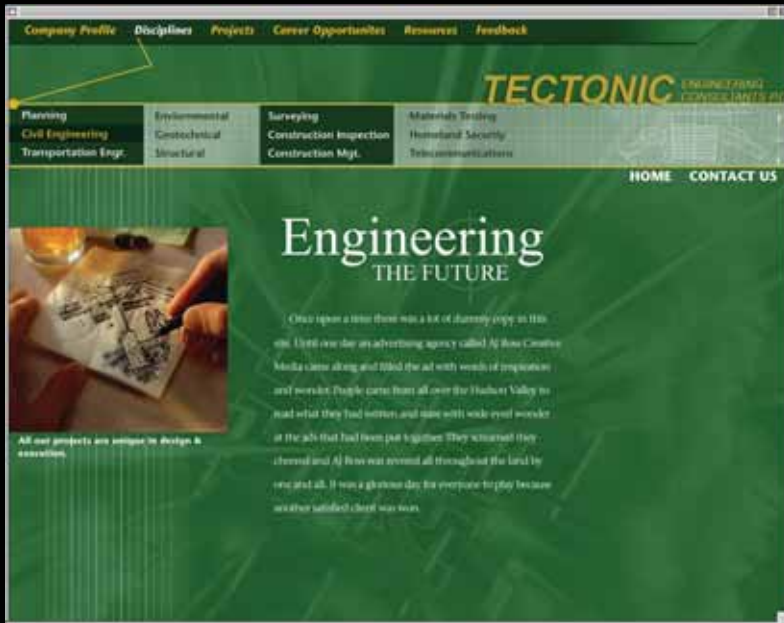 Company Profile Disciplines Projects Career Opportunites Resources Feedback
TECTONIC ENGINEERING
CONSULTANTS
Planning Environmental Surveying Materials Testing
Civil Engineering Geotechnical Construction Inspection Homeland Security
Transportation Engr. Structural Construction Mgt. Telecommunications
HOME CONTACT US
Engineering
THE FUTURE
Once upon a time there was a lot of dummy copy in this
site. Until one day an advertising agency called AJ Ross Creative
Media came along and filled the ad with words of inspiration
and wonder. People came from all over the Hudson Valley to
read what they had written and stare with wide eyed wonder
at the ads that had been put together. They screamed they
cheered and AJ Ross was revered all throughout the land by
one and all. It was a glorious day for everyone to play because
another satisfied client was won.
All our projects are unique in design &
execution.